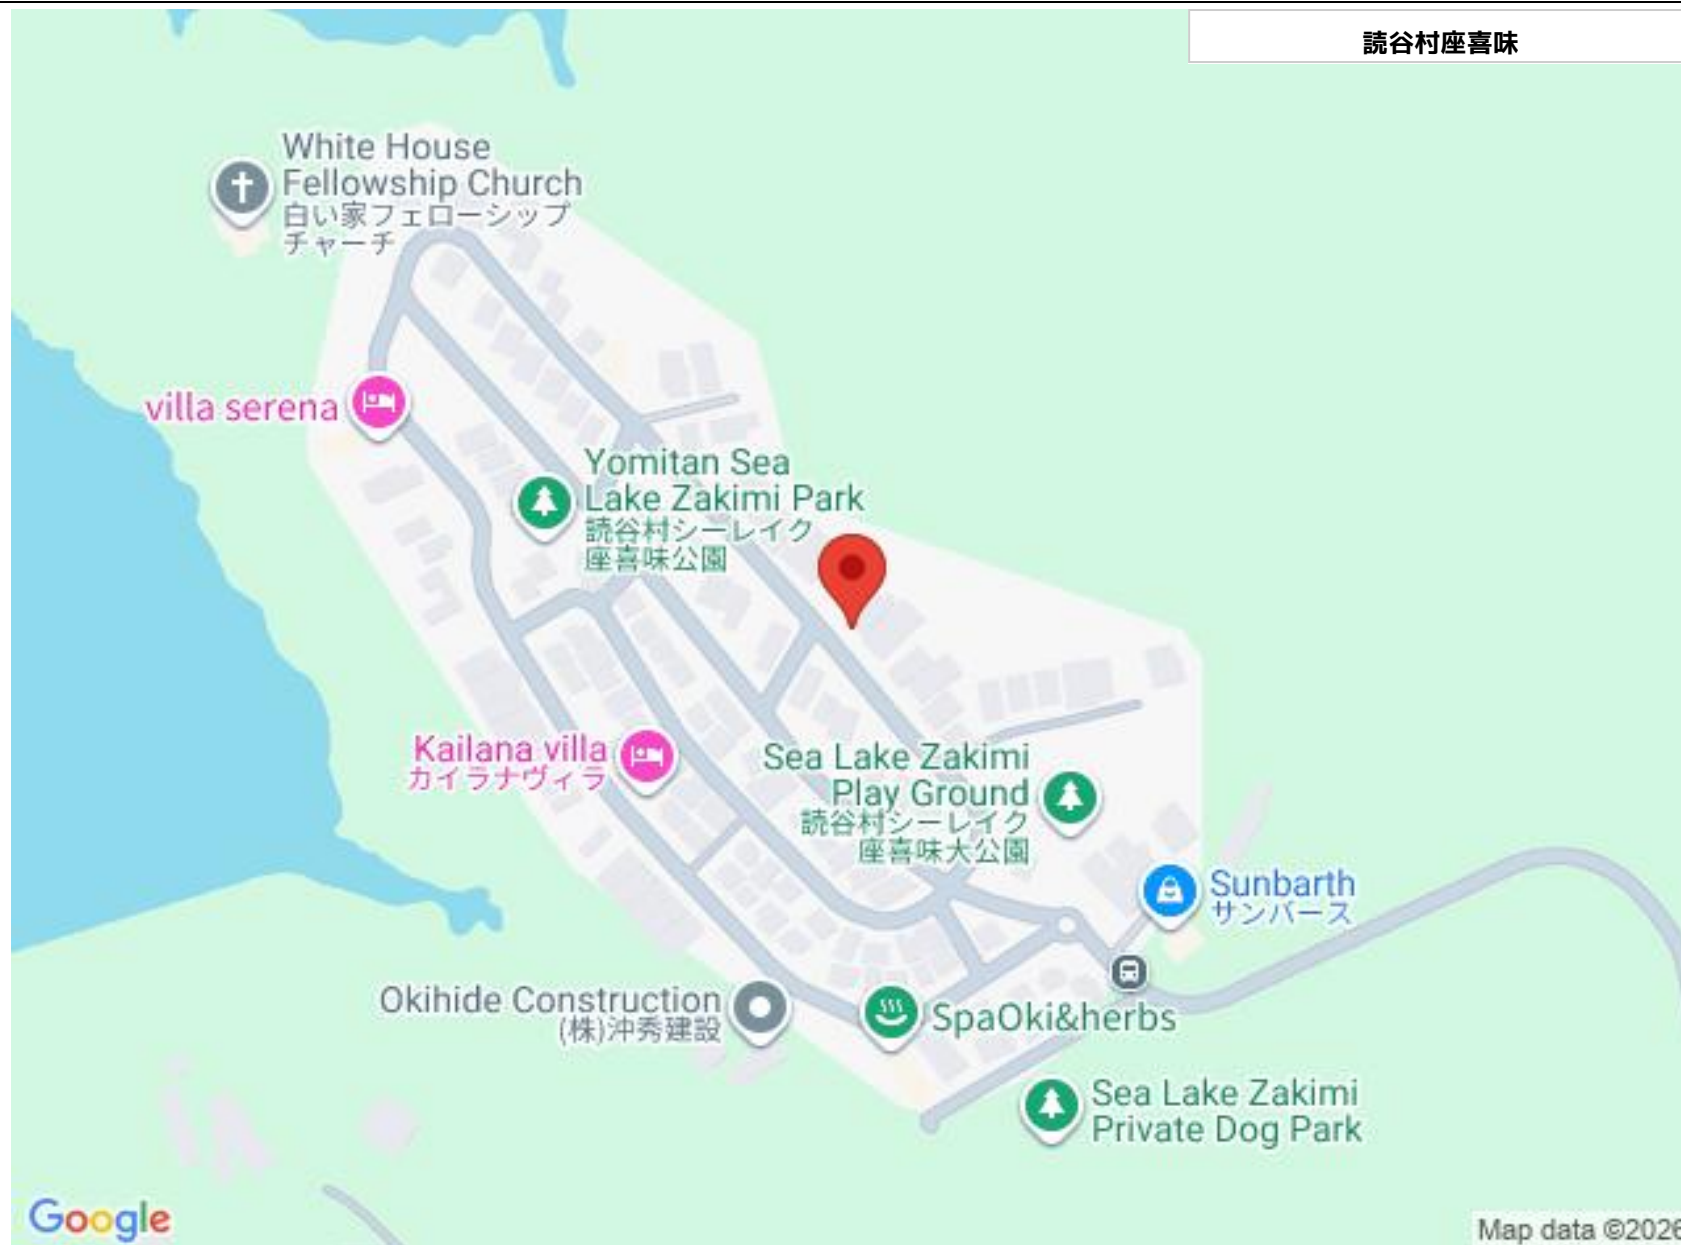 読谷村座喜味
White House
Fellowship Church
白い家フェローシップ
チャーチ
villa serena
Yomitan Sea
Lake Zakimi Park
読谷村シーレイク
座喜味公園
Kailana villa
カイラナヴィラ
Sea Lake Zakimi
Play Ground
読谷村シーレイク
座喜味大公園
Sunbarth
サンバース
Okihide Construction
(株)沖秀建設
SpaOki&herbs
Sea Lake Zakimi
Private Dog Park
Google
Map data ©2026